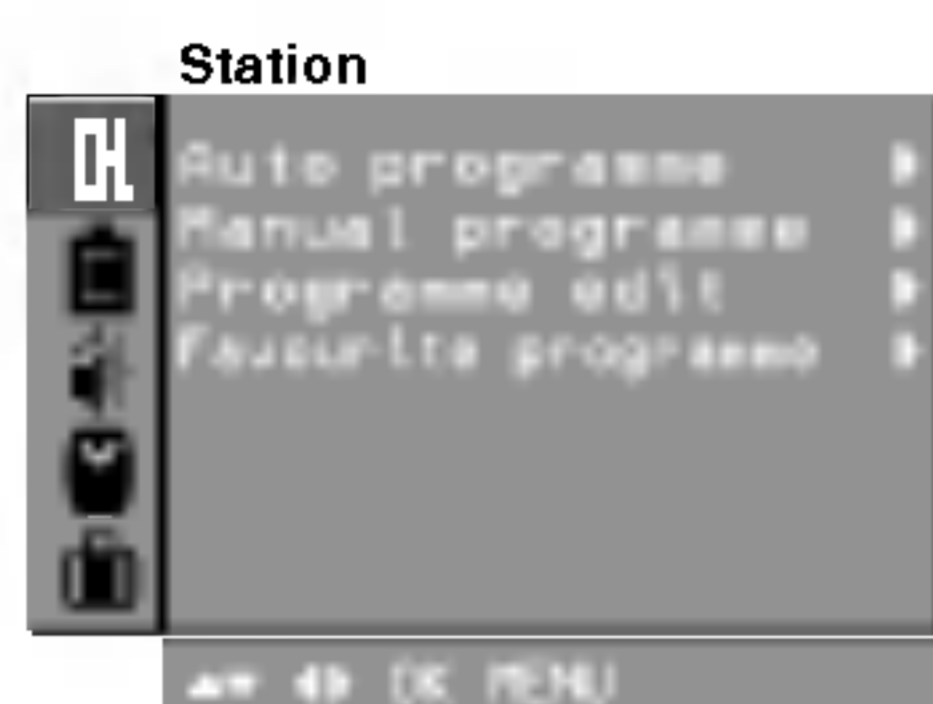 Station
CH
Auto programme
Manual programme
Programme edit
Favourite programme
OK MENU